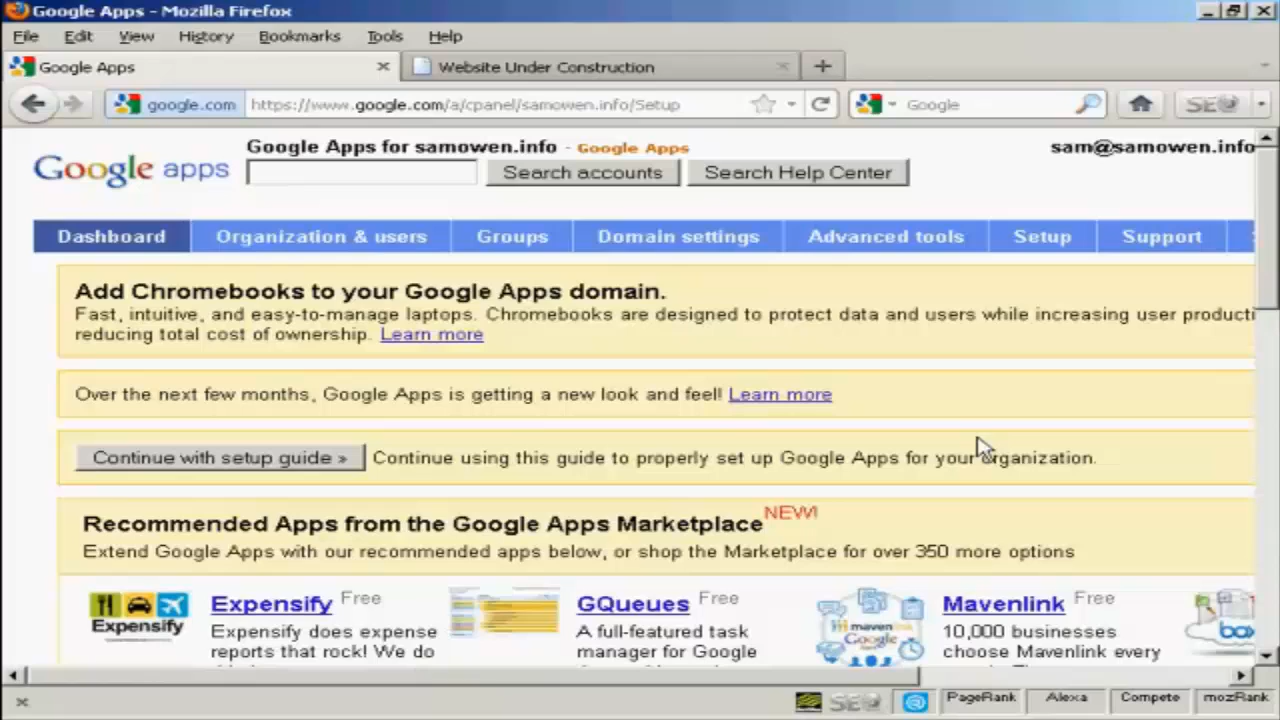 Google Apps - Mozilla Firefox
File Edit View History Bookmarks Tools Help
Google Apps
Website Under Construction
google.com https://www.google.com/a/cpanel/samowen.info/Setup
Google
SEO
Google apps
Google Apps for samowen.info - Google Apps
sam@samowen.info
Search accounts Search Help Center
Dashboard Organization & users Groups Domain settings Advanced tools Setup Support
Add Chromebooks to your Google Apps domain.
Fast, intuitive, and easy-to-manage laptops. Chromebooks are designed to protect data and users while increasing user producti
reducing total cost of ownership. Learn more
Over the next few months, Google Apps is getting a new look and feel! Learn more
Continue with setup guide » Continue using this guide to properly set up Google Apps for your organization.
Recommended Apps from the Google Apps Marketplace NEW!
Extend Google Apps with our recommended apps below, or shop the Marketplace for over 350 more options
Expensify
Expensify Free
Expensify does expense
reports that rock! We do
GQueues Free
A full-featured task
manager for Google
maven
Google
Mavenlink Free
10,000 businesses
choose Mavenlink every
box
SEO PageRank Alexa Compete mozRank